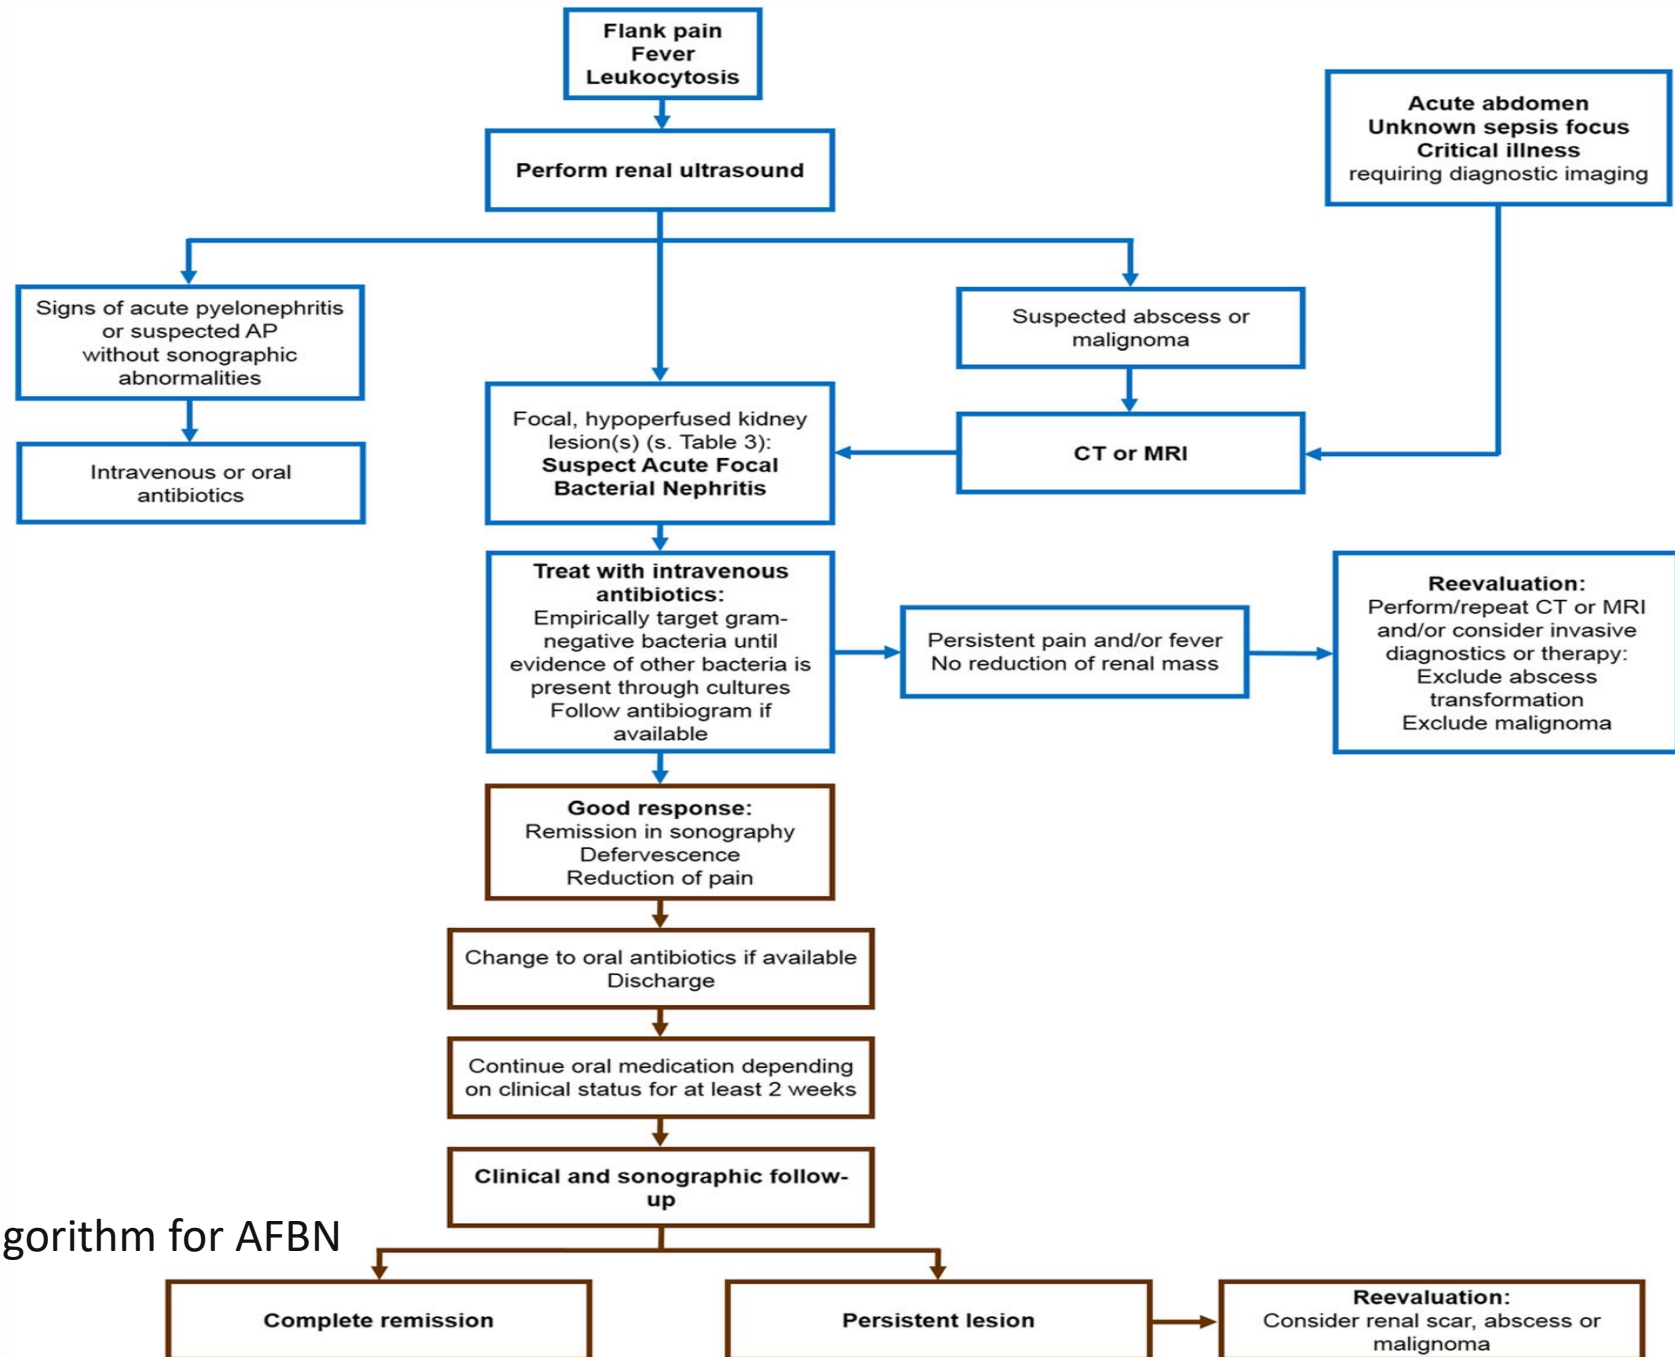 Flank pain
Fever
Leukocytosis
Perform renal ultrasound
Acute abdomen
Unknown sepsis focus
Critical illness
requiring diagnostic imaging
Signs of acute pyelonephritis
or suspected AP
without sonographic
abnormalities
Intravenous or oral
antibiotics
Suspected abscess or
malignoma
CT or MRI
Focal, hypoperfused kidney
lesion(s) (s. Table 3):
Suspect Acute Focal
Bacterial Nephritis
Treat with intravenous
antibiotics:
Empirically target gram-
negative bacteria until
evidence of other bacteria is
present through cultures
Follow antibiogram if
available
Persistent pain and/or fever
No reduction of renal mass
Reevaluation:
Perform/repeat CT or MRI
and/or consider invasive
diagnostics or therapy:
Exclude abscess
transformation
Exclude malignoma
Good response:
Remission in sonography
Defervescence
Reduction of pain
Change to oral antibiotics if available
Discharge
Continue oral medication depending
on clinical status for at least 2 weeks
Clinical and sonographic follow-
up
gorithm for AFBN
Complete remission
Persistent lesion
Reevaluation:
Consider renal scar, abscess or
malignoma